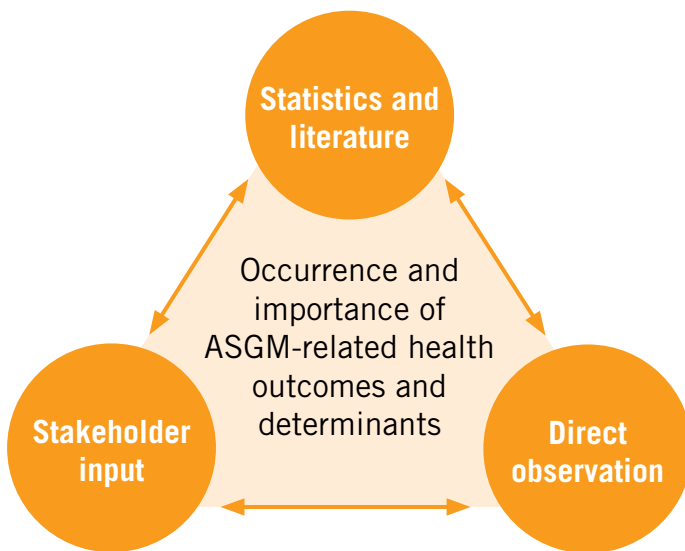 Statistics and
literature
Occurrence and
importance of
ASGM-related health
outcomes and
determinants
Stakeholder
input
Direct
observation